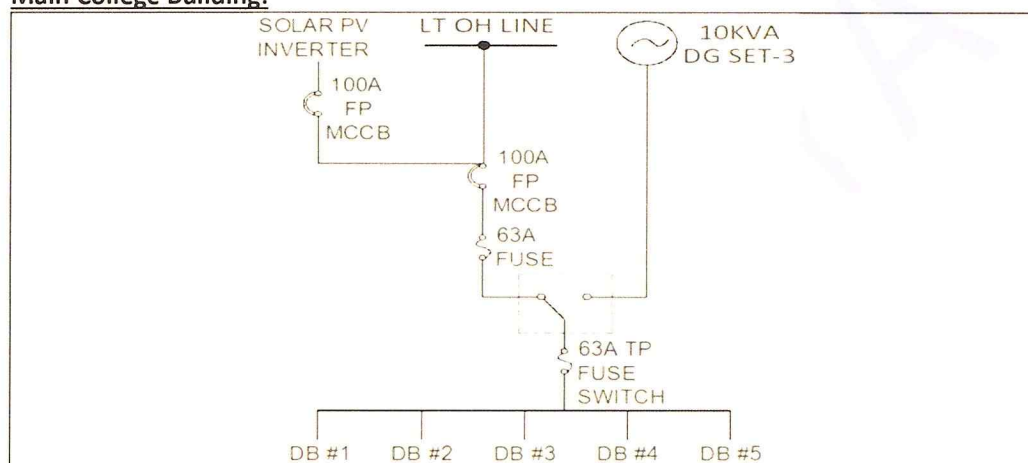 Main College Building:
SOLAR PV
INVERTER
LT OH LINE
10KVA
DG SET-3
100A
FP
MCCB
100A
FP
MCCB
63A
FUSE
63A TP
FUSE
SWITCH
DB #1
DB #2
DB #3
DB #4
DB #5